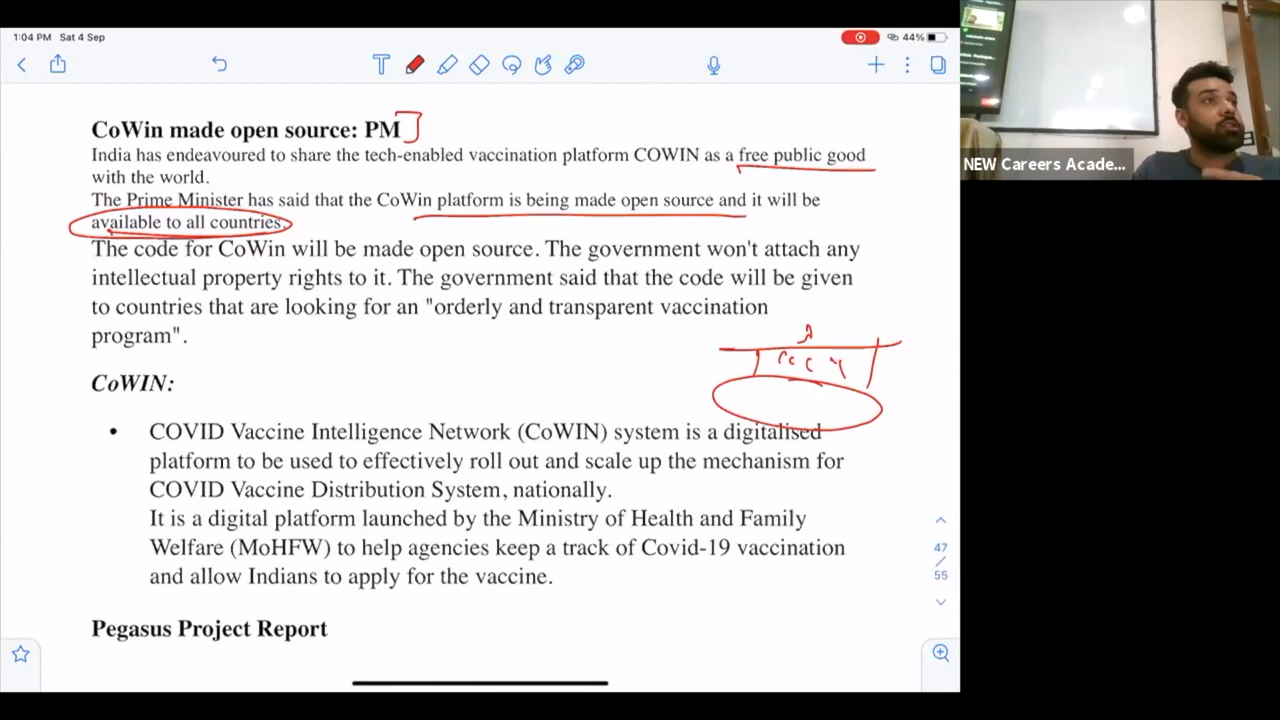 1:04 PM Sat 4 Sep
44%
CoWin made open source: PM
India has endeavoured to share the tech-enabled vaccination platform COWIN as a free public good
with the world.
The Prime Minister has said that the CoWin platform is being made open source and it will be
available to all countries.
The code for CoWin will be made open source. The government won't attach any
intellectual property rights to it. The government said that the code will be given
to countries that are looking for an "orderly and transparent vaccination
program".
CoWIN:
• COVID Vaccine Intelligence Network (CoWIN) system is a digitalised
platform to be used to effectively roll out and scale up the mechanism for
COVID Vaccine Distribution System, nationally.
It is a digital platform launched by the Ministry of Health and Family
Welfare (MoHFW) to help agencies keep a track of Covid-19 vaccination
and allow Indians to apply for the vaccine.
Pegasus Project Report
47
/
55
NEW Careers Acade...